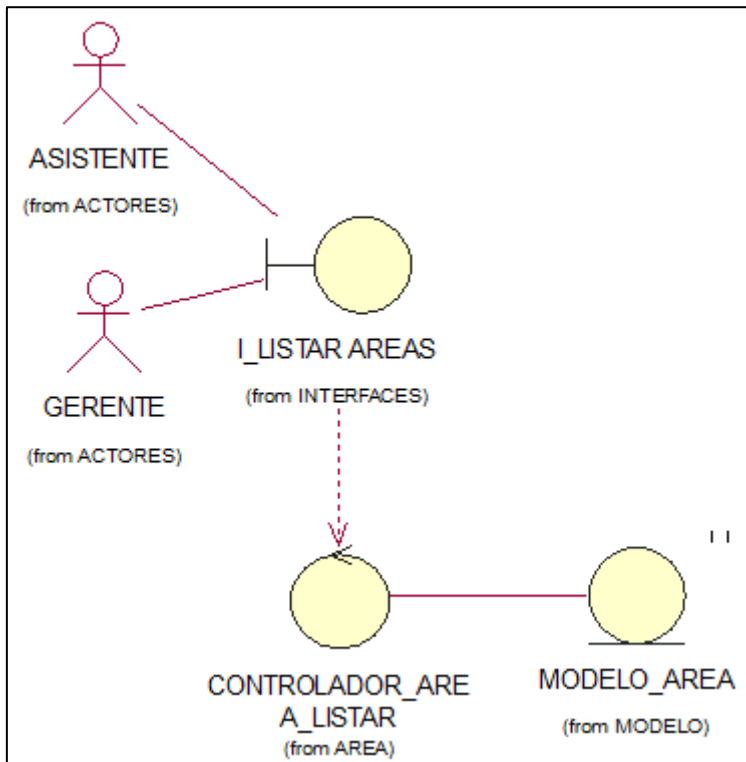 ASISTENTE
(from ACTORES)
GERENTE
(from ACTORES)
I_LISTAR AREAS
(from INTERFACES)
CONTROLADOR_ARE
A_LISTAR
(from AREA)
MODELO_AREA
(from MODELO)